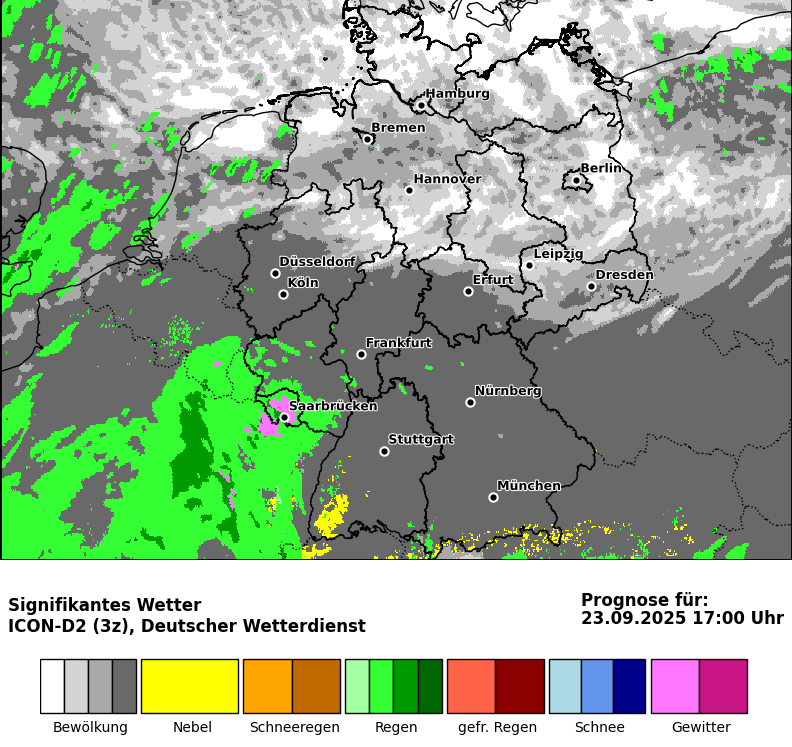 Hamburg
Bremen
Berlin
Hannover
Leipzig
Düsseldorf
Dresden
Köln
Erfurt
Frankfurt
Nürnberg
Saarbrücken
Stuttgart
München
Signifikantes Wetter
ICON-D2 (3z), Deutscher Wetterdienst
Prognose für:
23.09.2025 17:00 Uhr
Bewölkung
Nebel
Schneeregen
Regen
gefr. Regen
Schnee
Gewitter